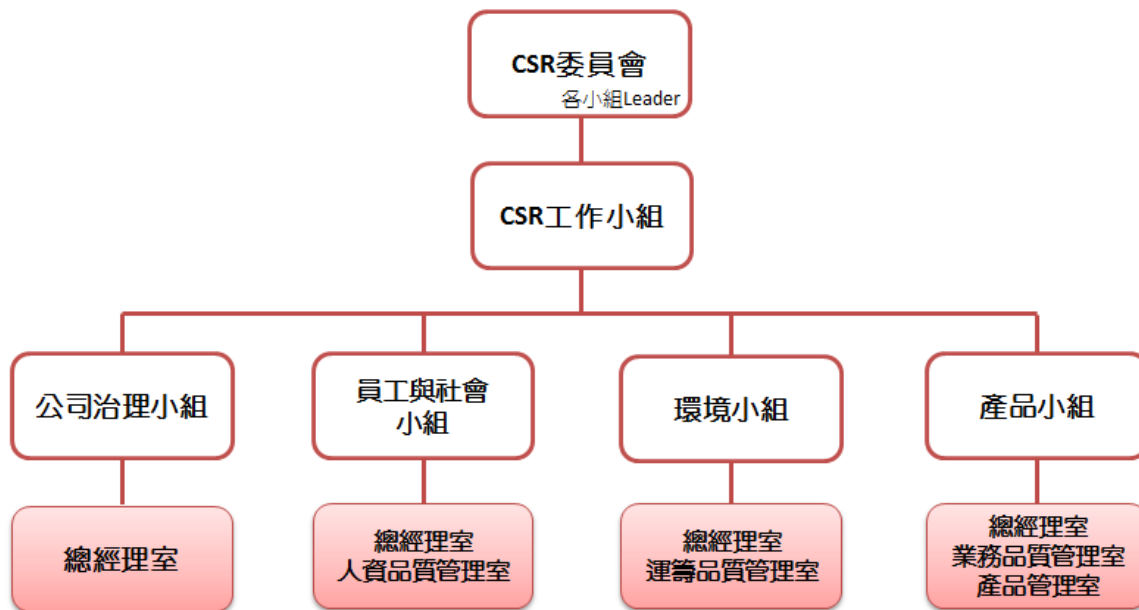 CSR委員會
各小組Leader
CSR工作小組
公司治理小組
員工與社會
小組
環境小組
產品小組
總經理室
總經理室
人資品質管理室
總經理室
運籌品質管理室
總經理室
業務品質管理室
產品管理室